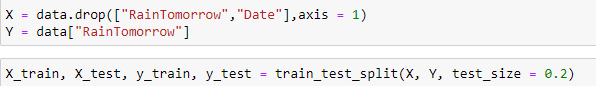 X = data.drop(["RainTomorrow","Date"],axis = 1)
Y = data["RainTomorrow"]
X_train, X_test, y_train, y_test = train_test_split(X, Y, test_size = 0.2)